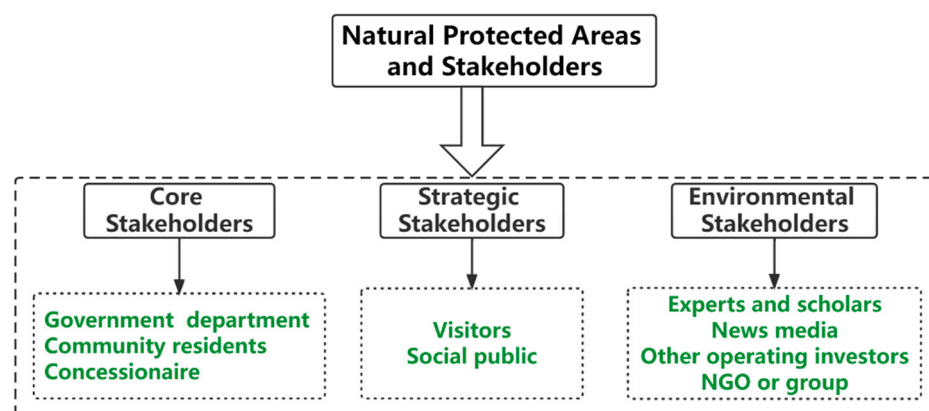 Natural Protected Areas
and Stakeholders
Core
Stakeholders
Strategic
Stakeholders
Environmental
Stakeholders
Government department
Community residents
Concessionaire
Visitors
Social public
Experts and scholars
News media
Other operating investors
NGO or group